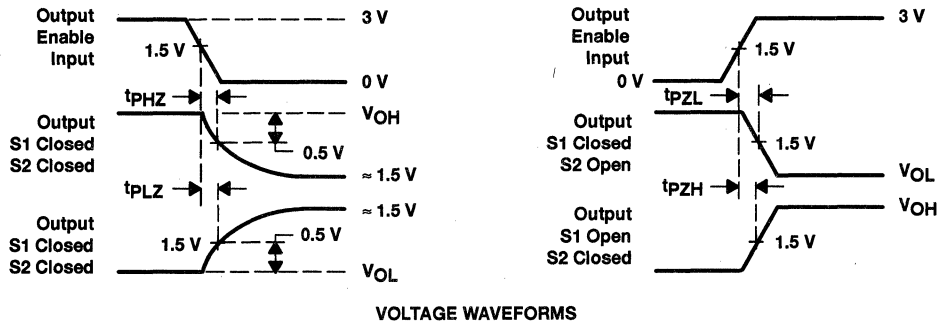 Output
Enable
Input
3 V
1.5 V
0 V
tPHZ
VOH
Output
S1 Closed
S2 Closed
0.5 V
≈ 1.5 V
tPLZ
≈ 1.5 V
Output
S1 Closed
S2 Closed
1.5 V
0.5 V
VOL
Output
Enable
Input
3 V
1.5 V
0 V
tPZL
Output
S1 Closed
S2 Open
1.5 V
VOL
tPZH
VOH
Output
S1 Open
S2 Closed
1.5 V
VOLTAGE WAVEFORMS